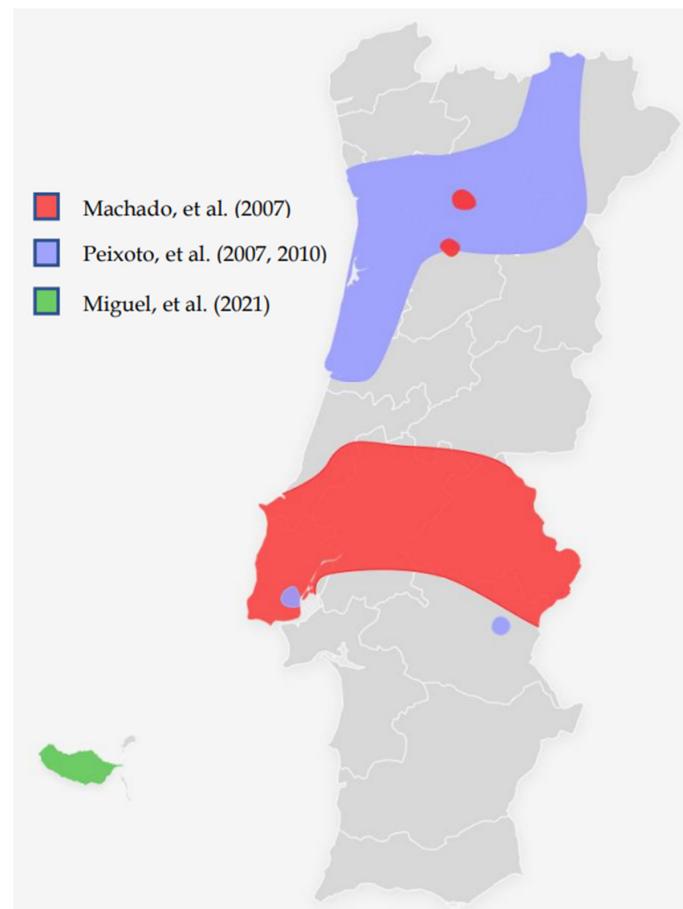 Machado, et al. (2007)
Peixoto, et al. (2007, 2010)
Miguel, et al. (2021)